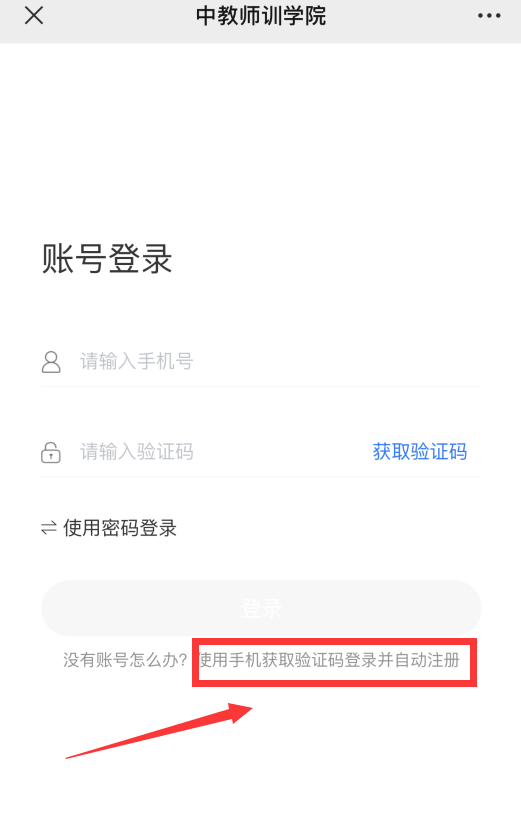 中教师训学院
账号登录
请输入手机号
请输入验证码 获取验证码
使用密码登录
登录
没有账号怎么办? 使用手机获取验证码登录并自动注册